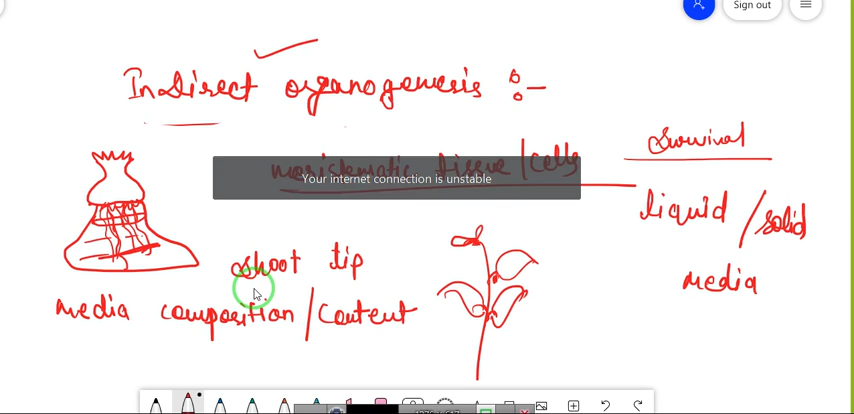 Sign out
Indirect organogenesis :-
meristematic tissue/cells
Your internet connection is unstable
Survival
liquid/solid
media
shoot tip
media composition/content